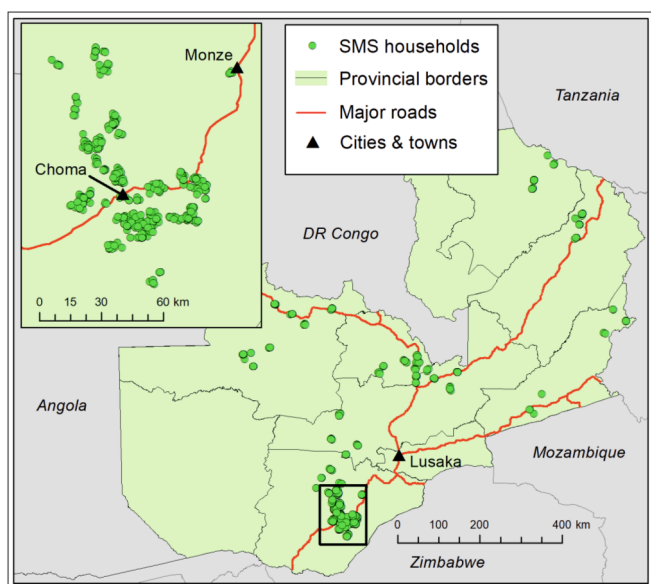 Monze
Choma
0 15 30 60 km
SMS households
Provincial borders
Major roads
Cities & towns
Tanzania
DR Congo
Angola
Lusaka
Mozambique
0 100 200 400 km
Zimbabwe